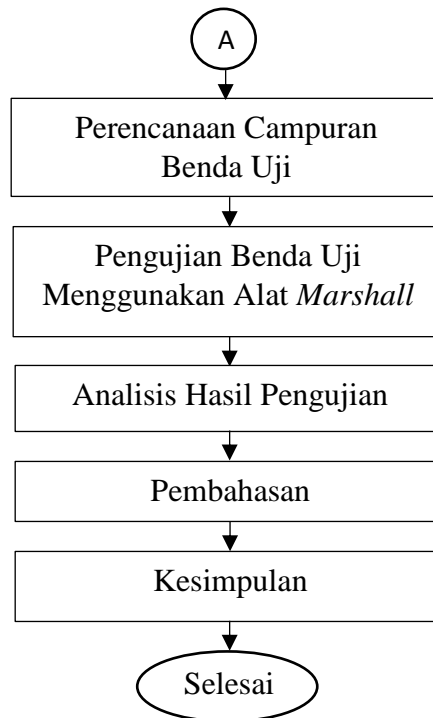 A
Perencanaan Campuran
Benda Uji
Pengujian Benda Uji
Menggunakan Alat Marshall
Analisis Hasil Pengujian
Pembahasan
Kesimpulan
Selesai